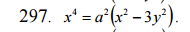 297. x⁴ = a²(x² − 3y²).